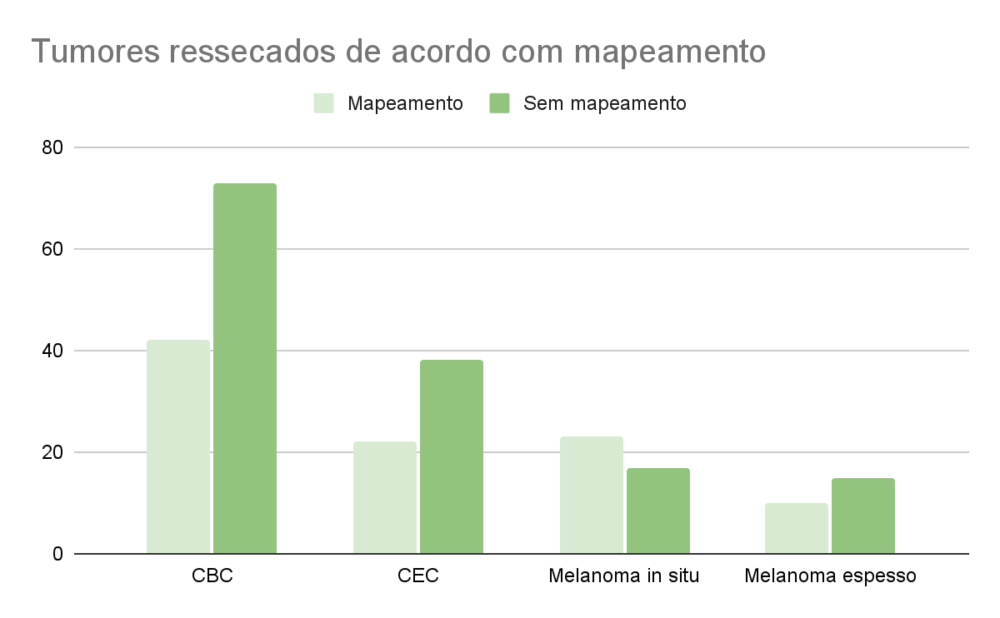 Tumores ressecados de acordo com mapeamento
Mapeamento Sem mapeamento
80
60
40
20
0
CBC CEC Melanoma in situ Melanoma espesso